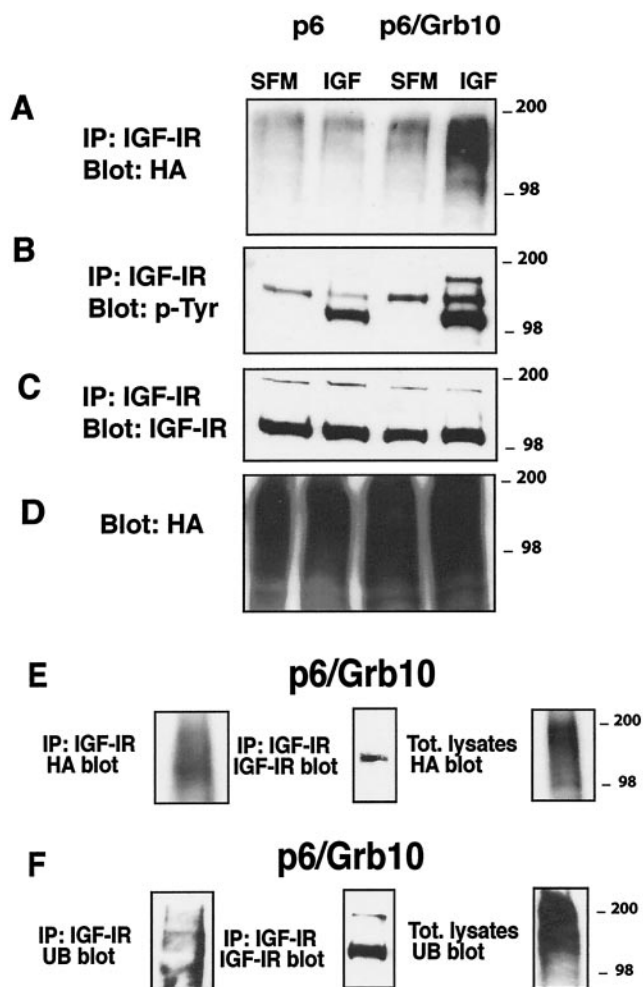 p6 p6/Grb10
SFM IGF SFM IGF
A
IP: IGF-IR
Blot: HA
200
98
B
IP: IGF-IR
Blot: p-Tyr
200
98
C
IP: IGF-IR
Blot: IGF-IR
200
98
D
Blot: HA
200
98
E
p6/Grb10
IP: IGF-IR
HA blot
IP: IGF-IR
IGF-IR blot
Tot. lysates
HA blot
200
98
F
p6/Grb10
IP: IGF-IR
UB blot
IP: IGF-IR
IGF-IR blot
Tot. lysates
UB blot
200
98